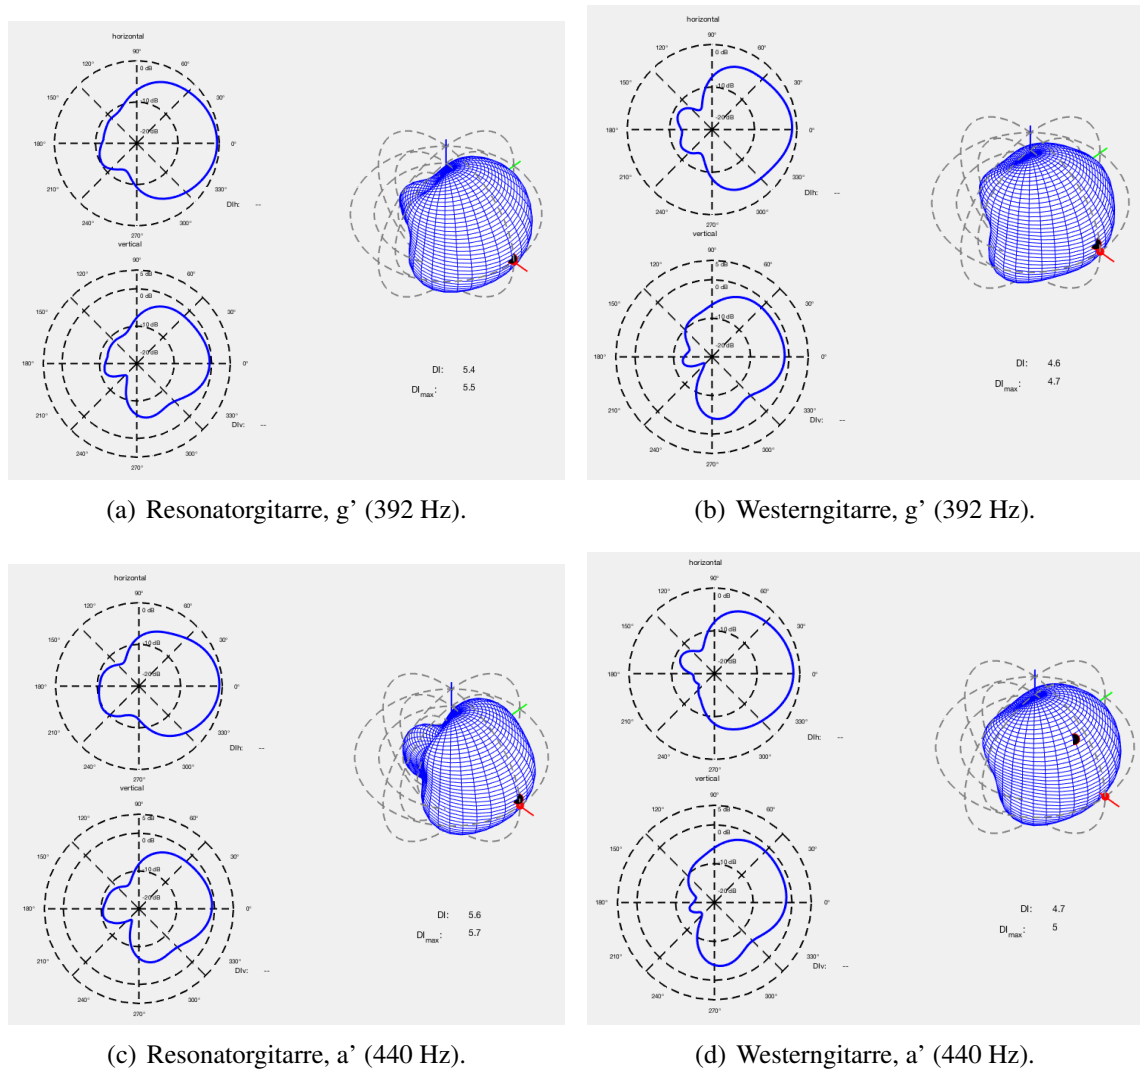 horizontal
90°
120°
60°
0 dB
150°
30°
-10 dB
-20 dB
180°
0°
210°
330°
DIh: --
240°
300°
270°
vertical
90°
120°
60°
5 dB
0 dB
150°
30°
-10 dB
-20 dB
180°
0°
DI: 5.4
DImax: 5.5
210°
330°
DIv: --
240°
300°
270°
(a) Resonatorgitarre, g’ (392 Hz).
horizontal
90°
120°
60°
0 dB
150°
30°
-10 dB
-20 dB
180°
0°
210°
330°
DIh: --
240°
300°
270°
vertical
90°
120°
60°
5 dB
0 dB
150°
30°
-10 dB
-20 dB
180°
0°
DI: 4.6
DImax: 4.7
210°
330°
DIv: --
240°
300°
270°
(b) Westerngitarre, g’ (392 Hz).
horizontal
90°
120°
60°
0 dB
150°
30°
-10 dB
-20 dB
180°
0°
210°
330°
DIh: --
240°
300°
270°
vertical
90°
120°
60°
5 dB
0 dB
150°
30°
-10 dB
-20 dB
180°
0°
DI: 5.6
DImax: 5.7
210°
330°
DIv: --
240°
300°
270°
(c) Resonatorgitarre, a’ (440 Hz).
horizontal
90°
120°
60°
0 dB
150°
30°
-10 dB
-20 dB
180°
0°
210°
330°
DIh: --
240°
300°
270°
vertical
90°
120°
60°
5 dB
0 dB
150°
30°
-10 dB
-20 dB
180°
0°
DI: 4.7
DImax: 5
210°
330°
DIv: --
240°
300°
270°
(d) Westerngitarre, a’ (440 Hz).